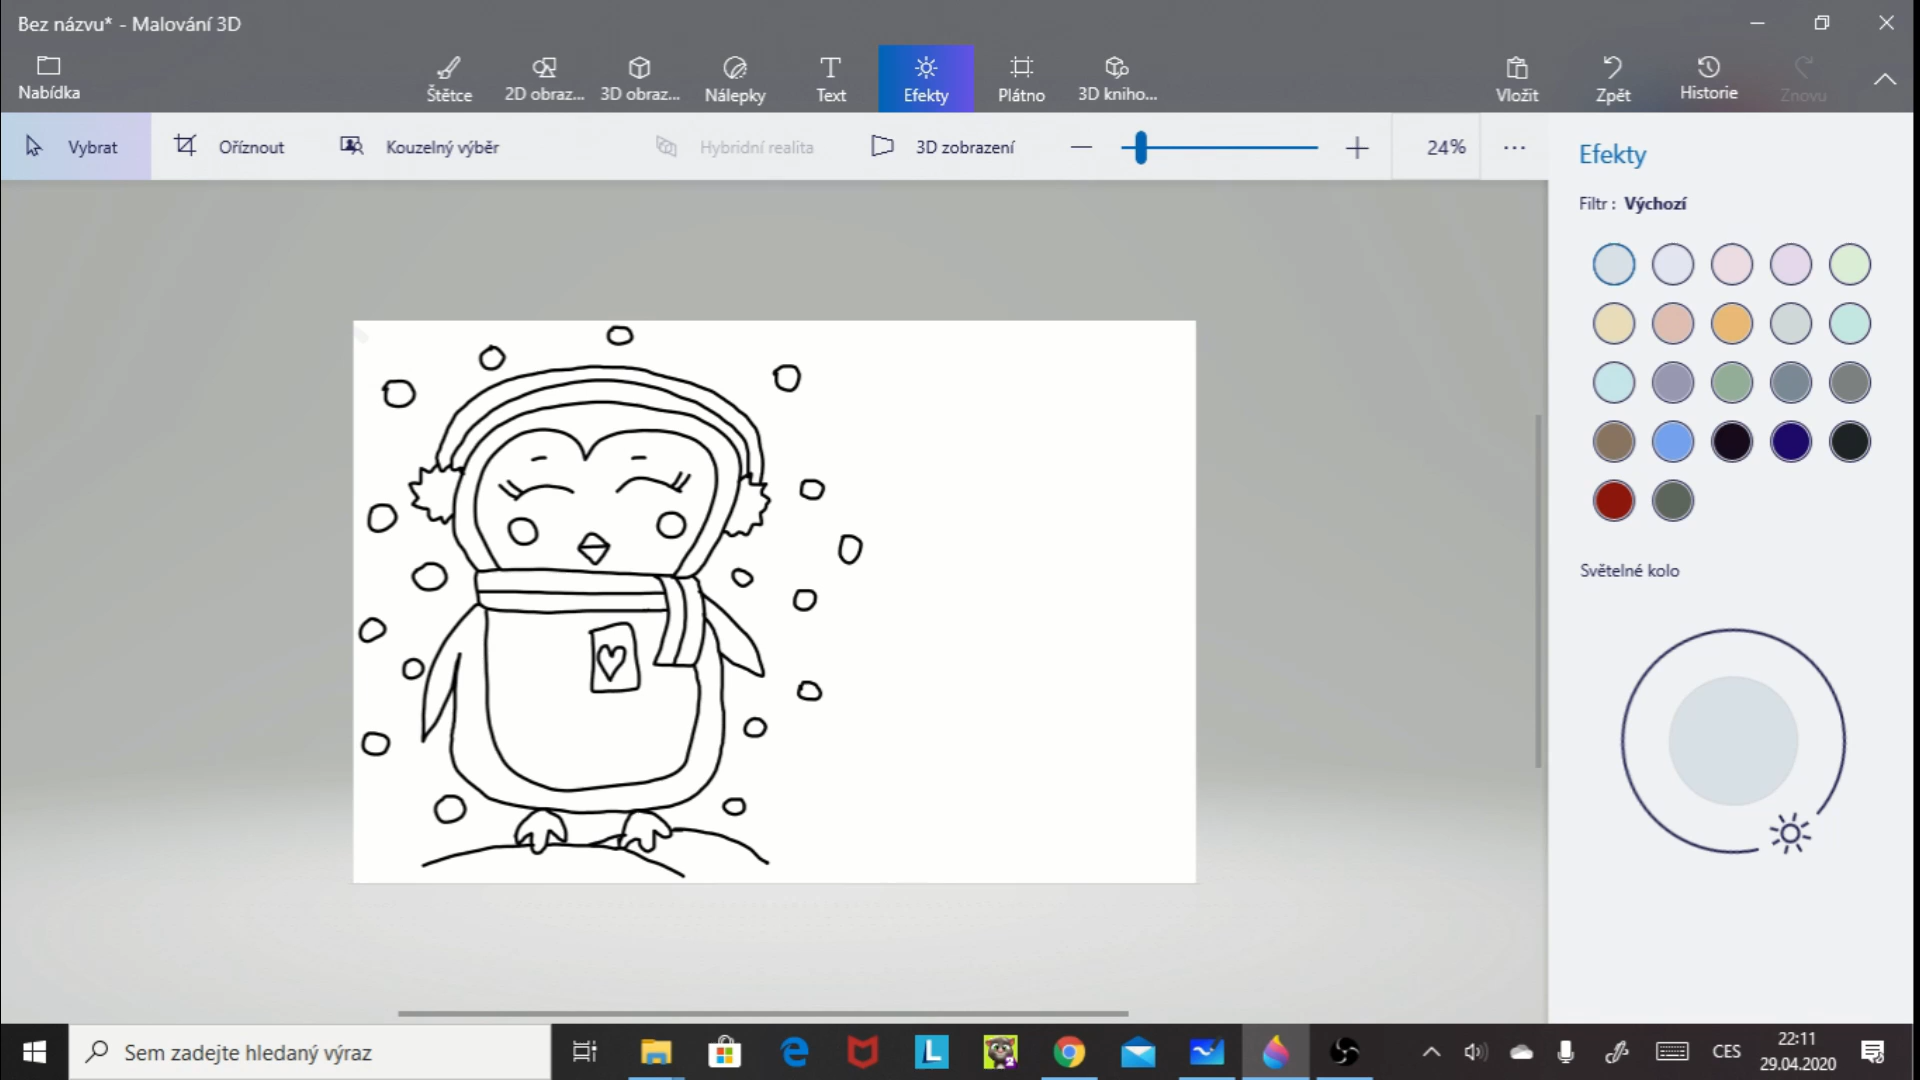 Bez názvu* - Malování 3D
Nabídka
Štětce
2D obraz...
3D obraz...
Nálepky
Text
Efekty
Plátno
3D kniho...
Vložit
Zpět
Historie
Znovu
Vybrat
Oříznout
Kouzelný výběr
Hybridní realita
3D zobrazení
24%
Efekty
Filtr : Výchozí
Světelné kolo
Sem zadejte hledaný výraz
L
2
CES
22:11
29.04.2020